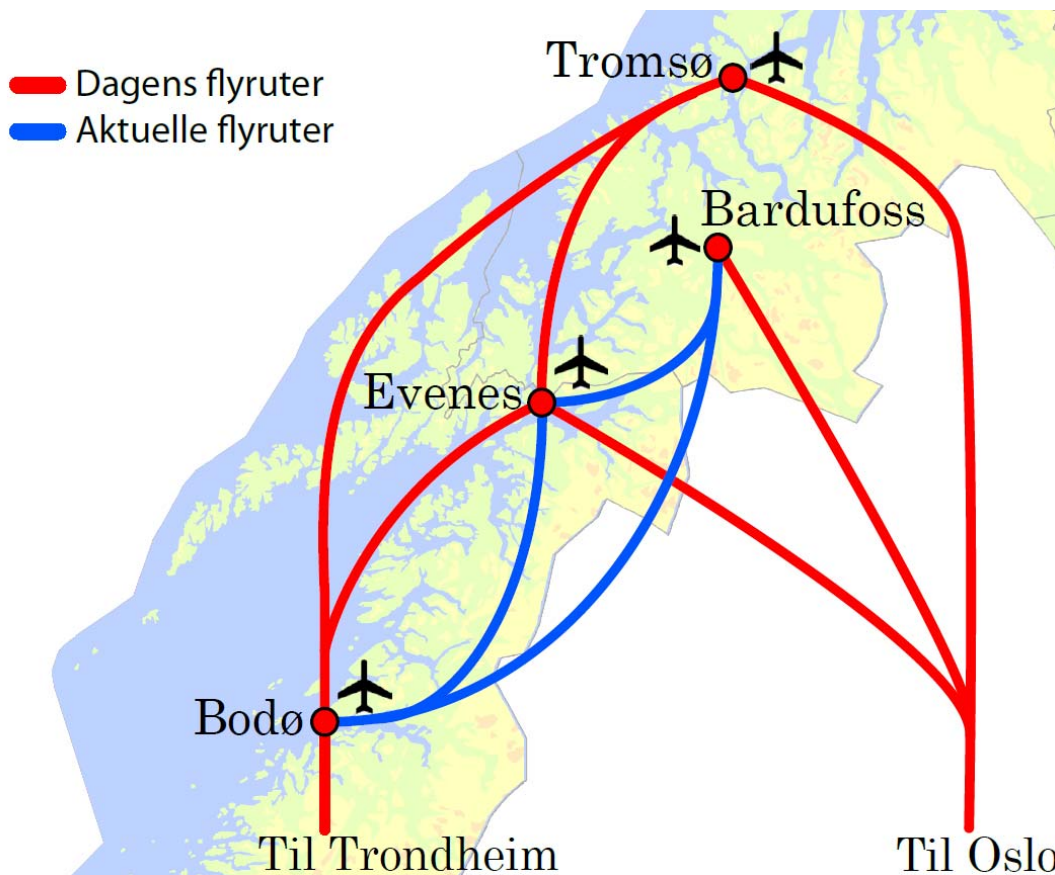 Tromsø
Dagens flyruter
Aktuelle flyruter
Bardufoss
Evenes
Bodø
Til Trondheim
Til Oslo